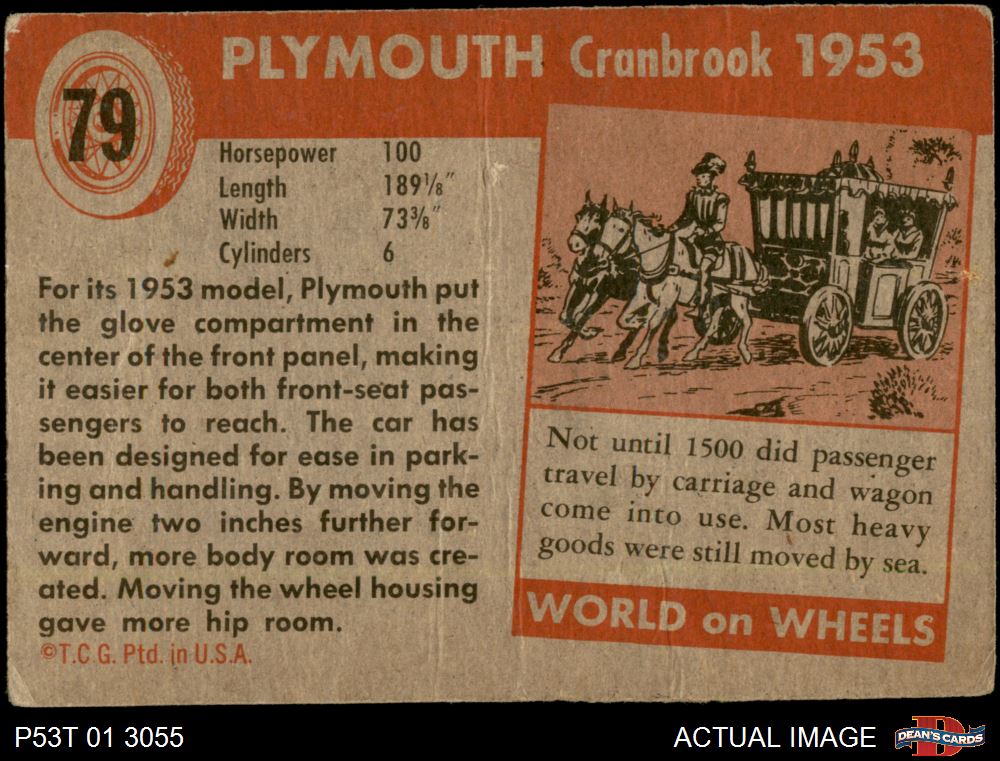 79
PLYMOUTH Cranbrook 1953
Horsepower 100
Length 189⅛"
Width 73⅜"
Cylinders 6
For its 1953 model, Plymouth put
the glove compartment in the
center of the front panel, making
it easier for both front-seat pas-
sengers to reach. The car has
been designed for ease in park-
ing and handling. By moving the
engine two inches further for-
ward, more body room was cre-
ated. Moving the wheel housing
gave more hip room.
©T.C.G. Ptd. in U.S.A.
Not until 1500 did passenger
travel by carriage and wagon
come into use. Most heavy
goods were still moved by sea.
WORLD on WHEELS
P53T 01 3055
ACTUAL IMAGE
DEAN'S CARDS